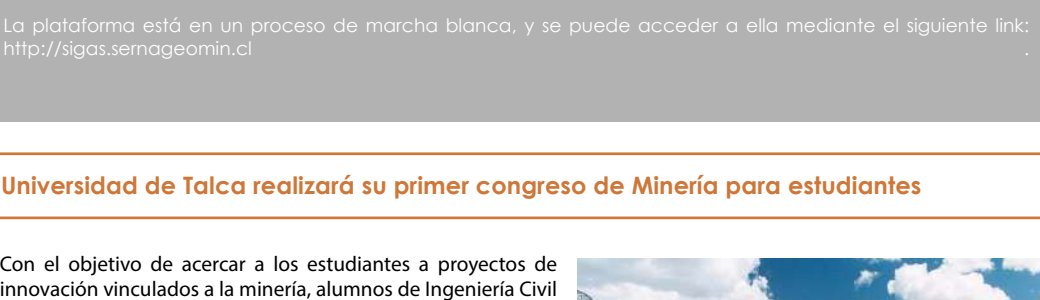 La plataforma está en un proceso de marcha blanca, y se puede acceder a ella mediante el siguiente link:
http://sigas.sernageomin.cl .
Universidad de Talca realizará su primer congreso de Minería para estudiantes
Con el objetivo de acercar a los estudiantes a proyectos de
innovación vinculados a la minería, alumnos de Ingeniería Civil